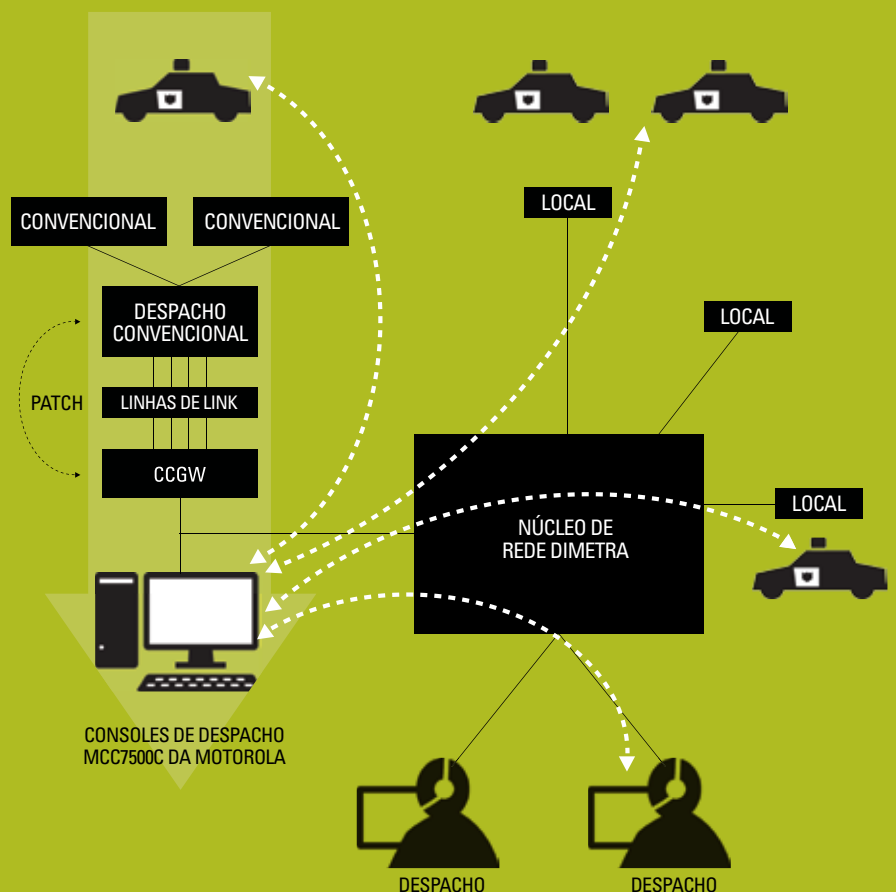 CONVENCIONAL
CONVENCIONAL
LOCAL
DESPACHO
CONVENCIONAL
LOCAL
PATCH
LINHAS DE LINK
CCGW
LOCAL
NÚCLEO DE
REDE DIMETRA
CONSOLES DE DESPACHO
MCC7500C DA MOTOROLA
DESPACHO
DESPACHO